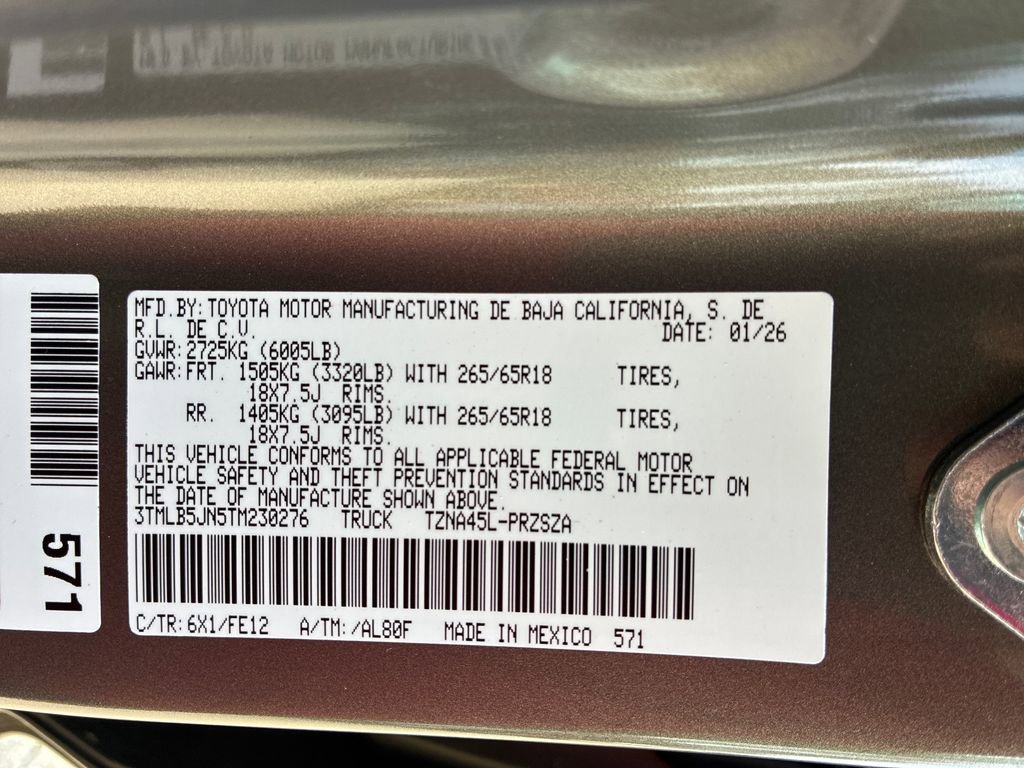 MFD.BY:TOYOTA MOTOR MANUFACTURING DE BAJA CALIFORNIA, S. DE
R.L. DE C.V. DATE: 01/26
GVWR:2725KG (6005LB)
GAWR:FRT. 1505KG (3320LB) WITH 265/65R18 TIRES,
18X7.5J RIMS.
RR. 1405KG (3095LB) WITH 265/65R18 TIRES,
18X7.5J RIMS.
THIS VEHICLE CONFORMS TO ALL APPLICABLE FEDERAL MOTOR
VEHICLE SAFETY AND THEFT PREVENTION STANDARDS IN EFFECT ON
THE DATE OF MANUFACTURE SHOWN ABOVE.
3TMLB5JN5TM230276 TRUCK TZNA45L-PRZSZA
C/TR:6X1/FE12 A/TM:/AL80F MADE IN MEXICO 571
571